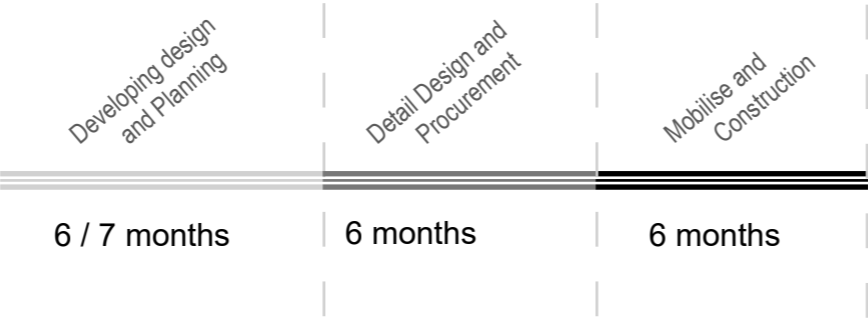 Developing design
and Planning
Detail Design and
Procurement
Mobilise and
Construction
6 / 7 months
6 months
6 months